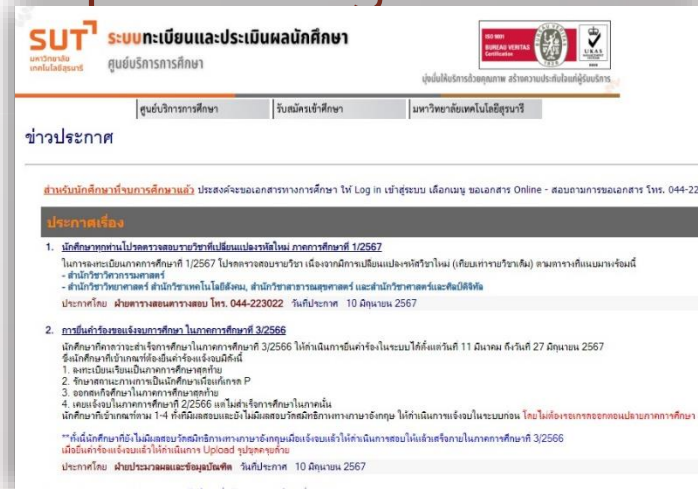 SUT
มหาวิทยาลัย
เทคโนโลยีสุรนารี
ระบบทะเบียนและประเมินผลนักศึกษา
ศูนย์บริการการศึกษา
ISO 9001
BUREAU VERITAS
Certification
UKAS
มุ่งมั่นให้บริการด้วยคุณภาพ สร้างความประทับใจแก่ผู้รับบริการ
ศูนย์บริการการศึกษา
รับสมัครเข้าศึกษา
มหาวิทยาลัยเทคโนโลยีสุรนารี
ข่าวประกาศ
สำหรับนักศึกษาที่จบการศึกษาแล้ว ประสงค์จะขอเอกสารทางการศึกษา ให้ Log in เข้าสู่ระบบ เลือกเมนู ขอเอกสาร Online - สอบถามการขอเอกสาร โทร. 044-22
ประกาศเรื่อง
1. นักศึกษาทุกท่านโปรดตรวจสอบรายวิชาที่เปลี่ยนแปลงรหัสใหม่ ภาคการศึกษาที่ 1/2567
ในการลงทะเบียนภาคการศึกษาที่ 1/2567 โปรดตรวจสอบรายวิชา เนื่องจากมีการเปลี่ยนแปลงรหัสวิชาใหม่ (เทียบเท่ารายวิชาเดิม) ตามตารางที่แนบมาพร้อมนี้
- สำนักวิชาวิศวกรรมศาสตร์
- สำนักวิชาวิทยาศาสตร์ สำนักวิชาเทคโนโลยีสังคม, สำนักวิชาสาธารณสุขศาสตร์ และสำนักวิชาศาสตร์และศิลป์ดิจิทัล
ประกาศโดย ฝ่ายตารางสอนตารางสอบ โทร. 044-223022 วันที่ประกาศ 10 มิถุนายน 2567
2. การยื่นคำร้องขอแจ้งจบการศึกษา ในภาคการศึกษาที่ 3/2566
นักศึกษาที่คาดว่าจะสำเร็จการศึกษาในภาคการศึกษาที่ 3/2566 ให้ดำเนินการยื่นคำร้องในระบบได้ตั้งแต่วันที่ 11 มีนาคม ถึงวันที่ 27 มิถุนายน 2567
ซึ่งนักศึกษาที่เข้าเกณฑ์ต้องยื่นคำร้องแจ้งจบมีดังนี้
1. ลงทะเบียนเรียนเป็นภาคการศึกษาสุดท้าย
2. รักษาสถานะภาพการเป็นนักศึกษาเพื่อแก้เกรด P
3. ออกสหกิจศึกษาในภาคการศึกษาสุดท้าย
4. เคยแจ้งจบในภาคการศึกษาที่ 2/2566 แต่ไม่สำเร็จการศึกษาในภาคนั้น
นักศึกษาที่เข้าเกณฑ์ตาม 1-4 ทั้งที่มีผลสอบและยังไม่มีผลสอบวัดสมิทธิภาพทางภาษาอังกฤษ ให้ดำเนินการแจ้งจบในระบบก่อน โดยไม่ต้องรอเกรดออกตอนปลายภาคการศึกษา
**ทั้งนี้นักศึกษาที่ยังไม่มีผลสอบวัดสมิทธิภาพทางภาษาอังกฤษเมื่อแจ้งจบแล้วให้ดำเนินการสอบให้แล้วเสร็จภายในภาคการศึกษาที่ 3/2566
เมื่อยื่นคำร้องแจ้งจบแล้วให้ดำเนินการ Upload รูปชุดครุยด้วย
ประกาศโดย ฝ่ายประมวลผลและข้อมูลบัณฑิต วันที่ประกาศ 10 มิถุนายน 2567